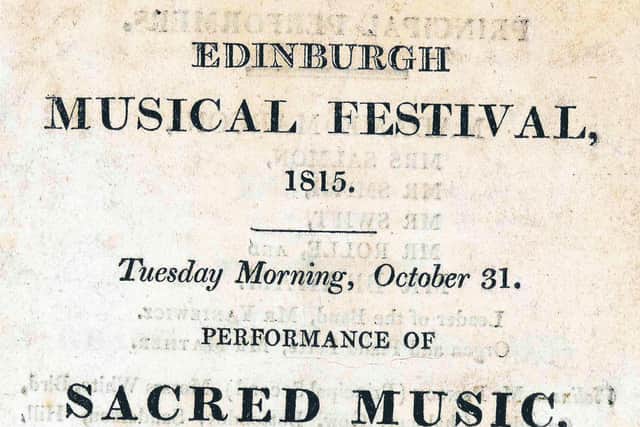 EDINBURGH
MUSICAL FESTIVAL,
1815.
Tuesday Morning, October 31.
PERFORMANCE OF
SACRED MUSIC.